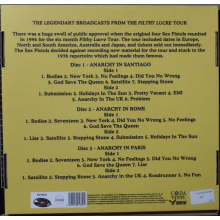 THE LEGENDARY BROADCASTS FROM THE FILTHY LUCRE TOUR
There was a huge swell of public approval when the original four Sex Pistols reunited
in 1996 for the six month Filthy Lucre Tour. The tour included dates in Europe,
North and South America, Australia and Japan, and tickets sold out immediately.
The Sex Pistols decided against recording new material for the tour and stuck to
the 1976 repertoire which had originally made them famous.
Disc 1 - ANARCHY IN SANTIAGO
Side 1
1. Bodies 2. New York 3. No Feelings 4. Did You No Wrong
5. God Save The Queen 6. Satellite 7. Stepping Stone
Side 2
1. Submission 2. Holidays In The Sun 3. Pretty Vacant 4. EMI
5. Anarchy In The UK 6. Problem
Disc 2 - ANARCHY IN ROME
Side 1
1. Bodies 2. Seventeen 3. New York 4. No Feelings 5. Did You No Wrong
6. God Save The Queen
Side 2
1. Liar 2. Satellite 3. Stepping Stone 4. Submission 5. Holidays In The Sun
Disc 3 - ANARCHY IN PARIS
Side 1
1. Bodies 2. Seventeen 3. New York 4. No Feelings 5. Did You No Wrong
6. God Save The Queen 7. Liar
Side 2
1. Satellite 2. Stepping Stone 3. Anarchy in the UK 4. Roadrunner 5. No Fun
CODA
VINYL